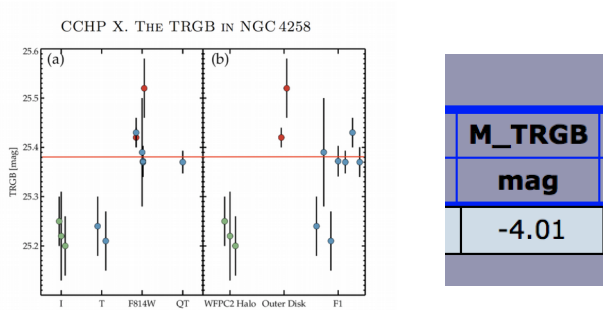 CCHP X. THE TRGB IN NGC 4258
(a) (b)
25.6
25.5
25.4
25.3
25.2
TRGB [mag]
I T F814W QT WFPC2 Halo Outer Disk F1
M_TRGB
mag
-4.01